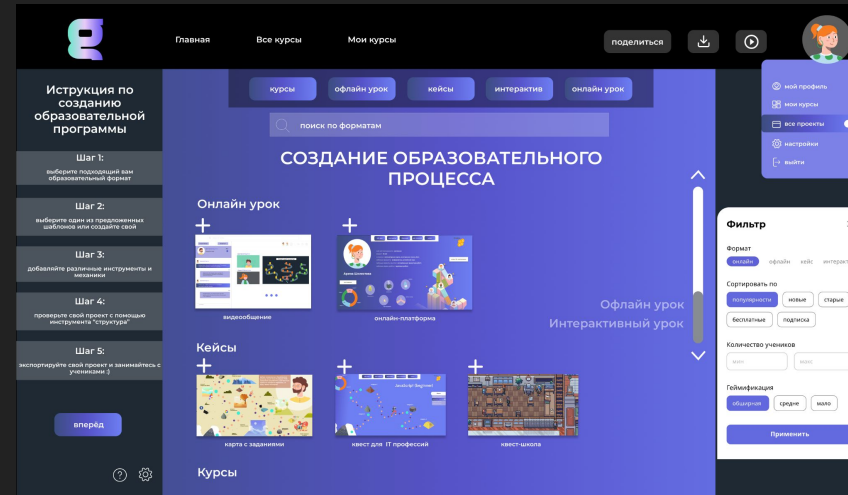 Главная
Все курсы
Мои курсы
поделиться
Иструкция по
созданию
образовательной
программы
Шаг 1:
выберите подходящий вам
образовательный формат
Шаг 2:
выберите один из предложенных
шаблонов или создайте свой
Шаг 3:
добавляйте различные инструменты и
механики
Шаг 4:
проверьте свой проект с помощью
инструмента "структура"
Шаг 5:
экспортируйте свой проект и занимайтесь с
учениками :)
вперёд
курсы
офлайн урок
кейсы
интерактив
онлайн урок
поиск по форматам
СОЗДАНИЕ ОБРАЗОВАТЕЛЬНОГО
ПРОЦЕССА
Онлайн урок
видеообщение
онлайн-платформа
Офлайн урок
Интерактивный урок
Кейсы
JavaScript Beginner!
карта с заданиями
квест для IT профессий
квест-школа
Курсы
мой профиль
мои курсы
все проекты
настройки
выйти
Фильтр
Формат
онлайн
офлайн
кейс
интеракт
Сортировать по
популярности
новые
старые
бесплатные
подписка
Количество учеников
мин
макс
Геймификация
обширная
средне
мало
Применить